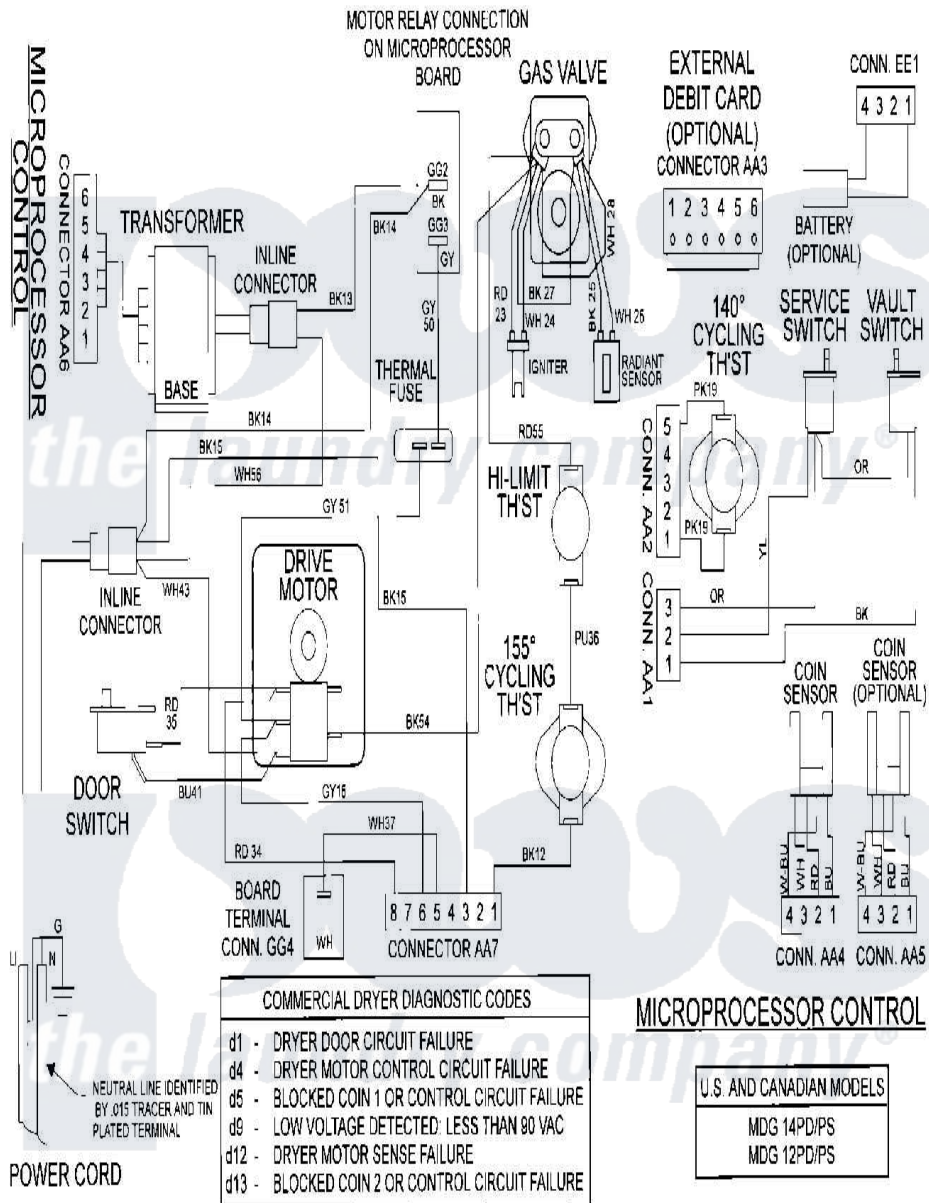 MOTOR RELAY CONNECTION
ON MICROPROCESSOR
BOARD
GAS VALVE
EXTERNAL
DEBIT CARD
(OPTIONAL)
CONNECTOR AA3
1 2 3 4 5 6
CONN. EE1
4 3 2 1
BATTERY
(OPTIONAL)
MICROPROCESSOR
CONTROL
CONNECTOR AA6
6
5
4
3
2
1
TRANSFORMER
BASE
INLINE
CONNECTOR
BK13
BK14
GG2
BK
GG3
GY
GY
50
THERMAL
FUSE
RD
23
BK 27
WH 24
BK 25
WH 28
WH 26
IGNITER
RADIANT
SENSOR
140°
CYCLING
TH'ST
SERVICE
SWITCH
VAULT
SWITCH
BK14
BK15
WH56
RD55
HI-LIMIT
TH'ST
CONN. AA2
5
4
3
2
1
PK19
PK19
OR
YL
the laundry company®
GY 51
INLINE
CONNECTOR
WH43
DRIVE
MOTOR
BK15
PU36
155°
CYCLING
TH'ST
CONN. AA1
3
2
1
OR
BK
COIN
SENSOR
COIN
SENSOR
(OPTIONAL)
RD
35
BK54
DOOR
SWITCH
BU41
GY16
WH37
RD 34
BK12
BOARD
TERMINAL
CONN. GG4
WH
8 7 6 5 4 3 2 1
CONNECTOR AA7
W-BU
WH
RD
BU
4 3 2 1
CONN. AA4
W-BU
WH
RD
BU
4 3 2 1
CONN. AA5
G
N
NEUTRAL LINE IDENTIFIED
BY .015 TRACER AND TIN
PLATED TERMINAL
POWER CORD
COMMERCIAL DRYER DIAGNOSTIC CODES
d1 - DRYER DOOR CIRCUIT FAILURE
d4 - DRYER MOTOR CONTROL CIRCUIT FAILURE
d5 - BLOCKED COIN 1 OR CONTROL CIRCUIT FAILURE
d9 - LOW VOLTAGE DETECTED: LESS THAN 90 VAC
d12 - DRYER MOTOR SENSE FAILURE
d13 - BLOCKED COIN 2 OR CONTROL CIRCUIT FAILURE
MICROPROCESSOR CONTROL
U.S. AND CANADIAN MODELS
MDG 14PD/PS
MDG 12PD/PS
the laundry company®